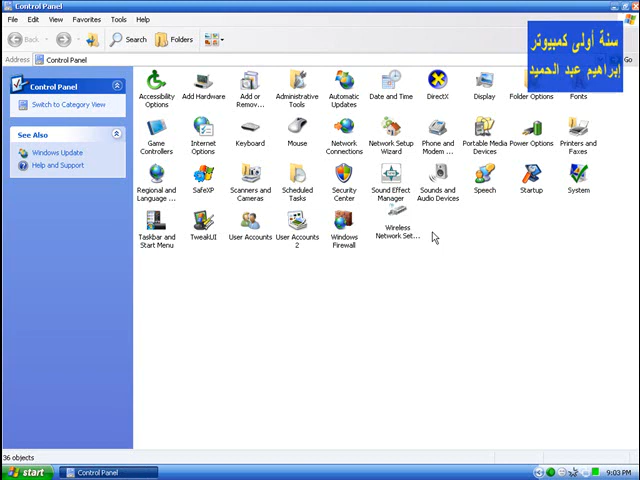 Control Panel
File Edit View Favorites Tools Help
Back Search Folders
Address Control Panel Go
سنة أولى كمبيوتر
إبراهيم عبد الحميد
Control Panel
Switch to Category View
See Also
Windows Update
Help and Support
Accessibility Options
Add Hardware
Add or Remov...
Administrative Tools
Automatic Updates
Date and Time
DirectX
Display
Folder Options
Fonts
Game Controllers
Internet Options
Keyboard
Mouse
Network Connections
Network Setup Wizard
Phone and Modem ...
Portable Media Devices
Power Options
Printers and Faxes
Regional and Language ...
SafeXP
Scanners and Cameras
Scheduled Tasks
Security Center
Sound Effect Manager
Sounds and Audio Devices
Speech
Startup
System
Taskbar and Start Menu
TweakUI
User Accounts
User Accounts 2
Windows Firewall
Wireless Network Set...
36 objects
start Control Panel 9:03 PM